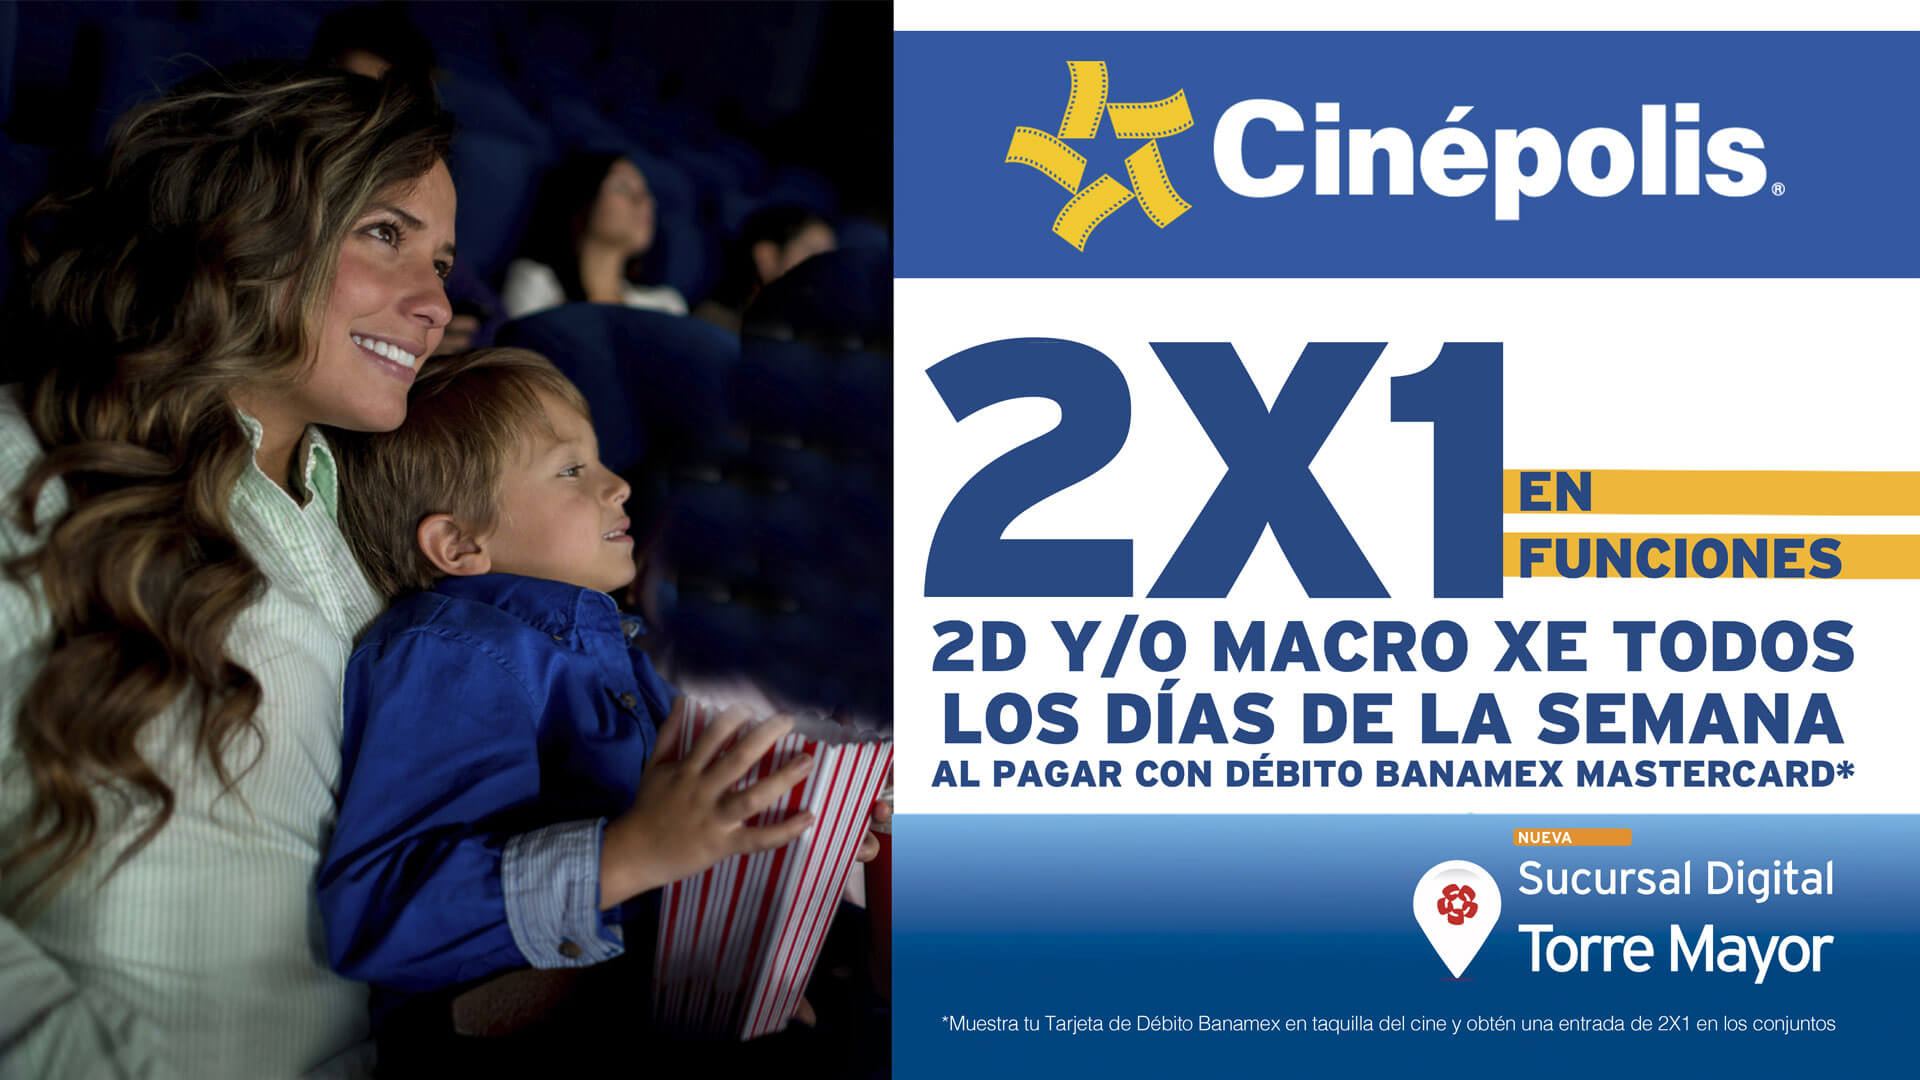 Cinépolis®
2X1
EN
FUNCIONES
2D Y/O MACRO XE TODOS
LOS DÍAS DE LA SEMANA
AL PAGAR CON DÉBITO BANAMEX MASTERCARD*
NUEVA
Sucursal Digital
Torre Mayor
*Muestra tu Tarjeta de Débito Banamex en taquilla del cine y obtén una entrada de 2X1 en los conjuntos